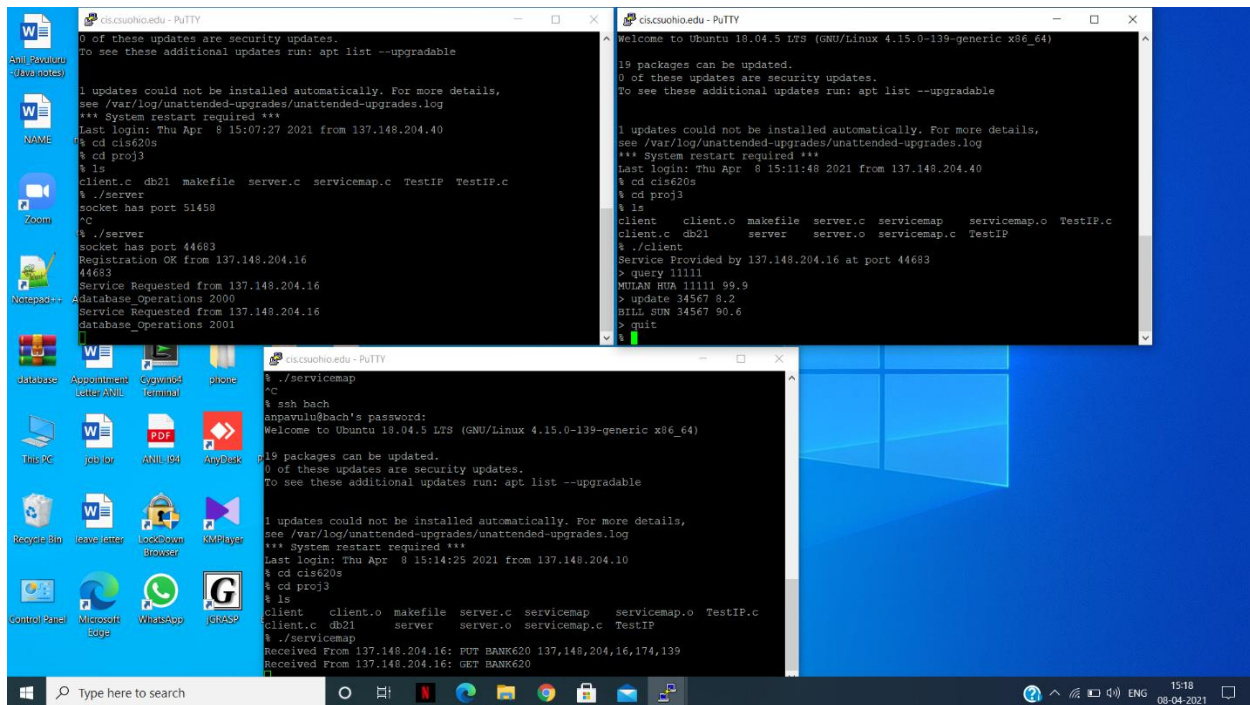 cis.csuohio.edu - PuTTY
0 of these updates are security updates.
To see these additional updates run: apt list --upgradable
1 updates could not be installed automatically. For more details,
see /var/log/unattended-upgrades/unattended-upgrades.log
*** System restart required ***
Last login: Thu Apr  8 15:07:27 2021 from 137.148.204.40
% cd cis620s
% cd proj3
% ls
client.c  db21  makefile  server.c  servicemap.c  TestIP  TestIP.c
% ./server
socket has port 51458
^C
% ./server
socket has port 44683
Registration OK from 137.148.204.16
44683
Service Requested from 137.148.204.16
database_Operations 2000
Service Requested from 137.148.204.16
database_Operations 2001
cis.csuohio.edu - PuTTY
Welcome to Ubuntu 18.04.5 LTS (GNU/Linux 4.15.0-139-generic x86_64)
19 packages can be updated.
0 of these updates are security updates.
To see these additional updates run: apt list --upgradable
1 updates could not be installed automatically. For more details,
see /var/log/unattended-upgrades/unattended-upgrades.log
*** System restart required ***
Last login: Thu Apr  8 15:11:48 2021 from 137.148.204.40
% cd cis620s
% cd proj3
% ls
client    client.o  makefile  server.c  servicemap    servicemap.o  TestIP.c
client.c  db21      server    server.o  servicemap.c  TestIP
% ./client
Service Provided by 137.148.204.16 at port 44683
> query 11111
MULAN HUA 11111 99.9
> update 34567 8.2
BILL SUN 34567 90.6
> quit
%
cis.csuohio.edu - PuTTY
% ./servicemap
^C
% ssh bach
anpavulu@bach's password:
Welcome to Ubuntu 18.04.5 LTS (GNU/Linux 4.15.0-139-generic x86_64)
19 packages can be updated.
0 of these updates are security updates.
To see these additional updates run: apt list --upgradable
1 updates could not be installed automatically. For more details,
see /var/log/unattended-upgrades/unattended-upgrades.log
*** System restart required ***
Last login: Thu Apr  8 15:14:25 2021 from 137.148.204.10
% cd cis620s
% cd proj3
% ls
client    client.o  makefile  server.c  servicemap    servicemap.o  TestIP.c
client.c  db21      server    server.o  servicemap.c  TestIP
% ./servicemap
Received From 137.148.204.16: PUT BANK620 137,148,204,16,174,139
Received From 137.148.204.16: GET BANK620
Anil_Pavuluru
-(Java notes)
NAME
Zoom
Notepad++
database
Appointment
Letter ANIL
Cygwin64
Terminal
phone
This PC
job for
ANIL-I94
AnyDesk
Recycle Bin
leave letter
LockDown
Browser
KMPlayer
Control Panel
Microsoft
Edge
WhatsApp
jGRASP
Type here to search
ENG
15:18
08-04-2021